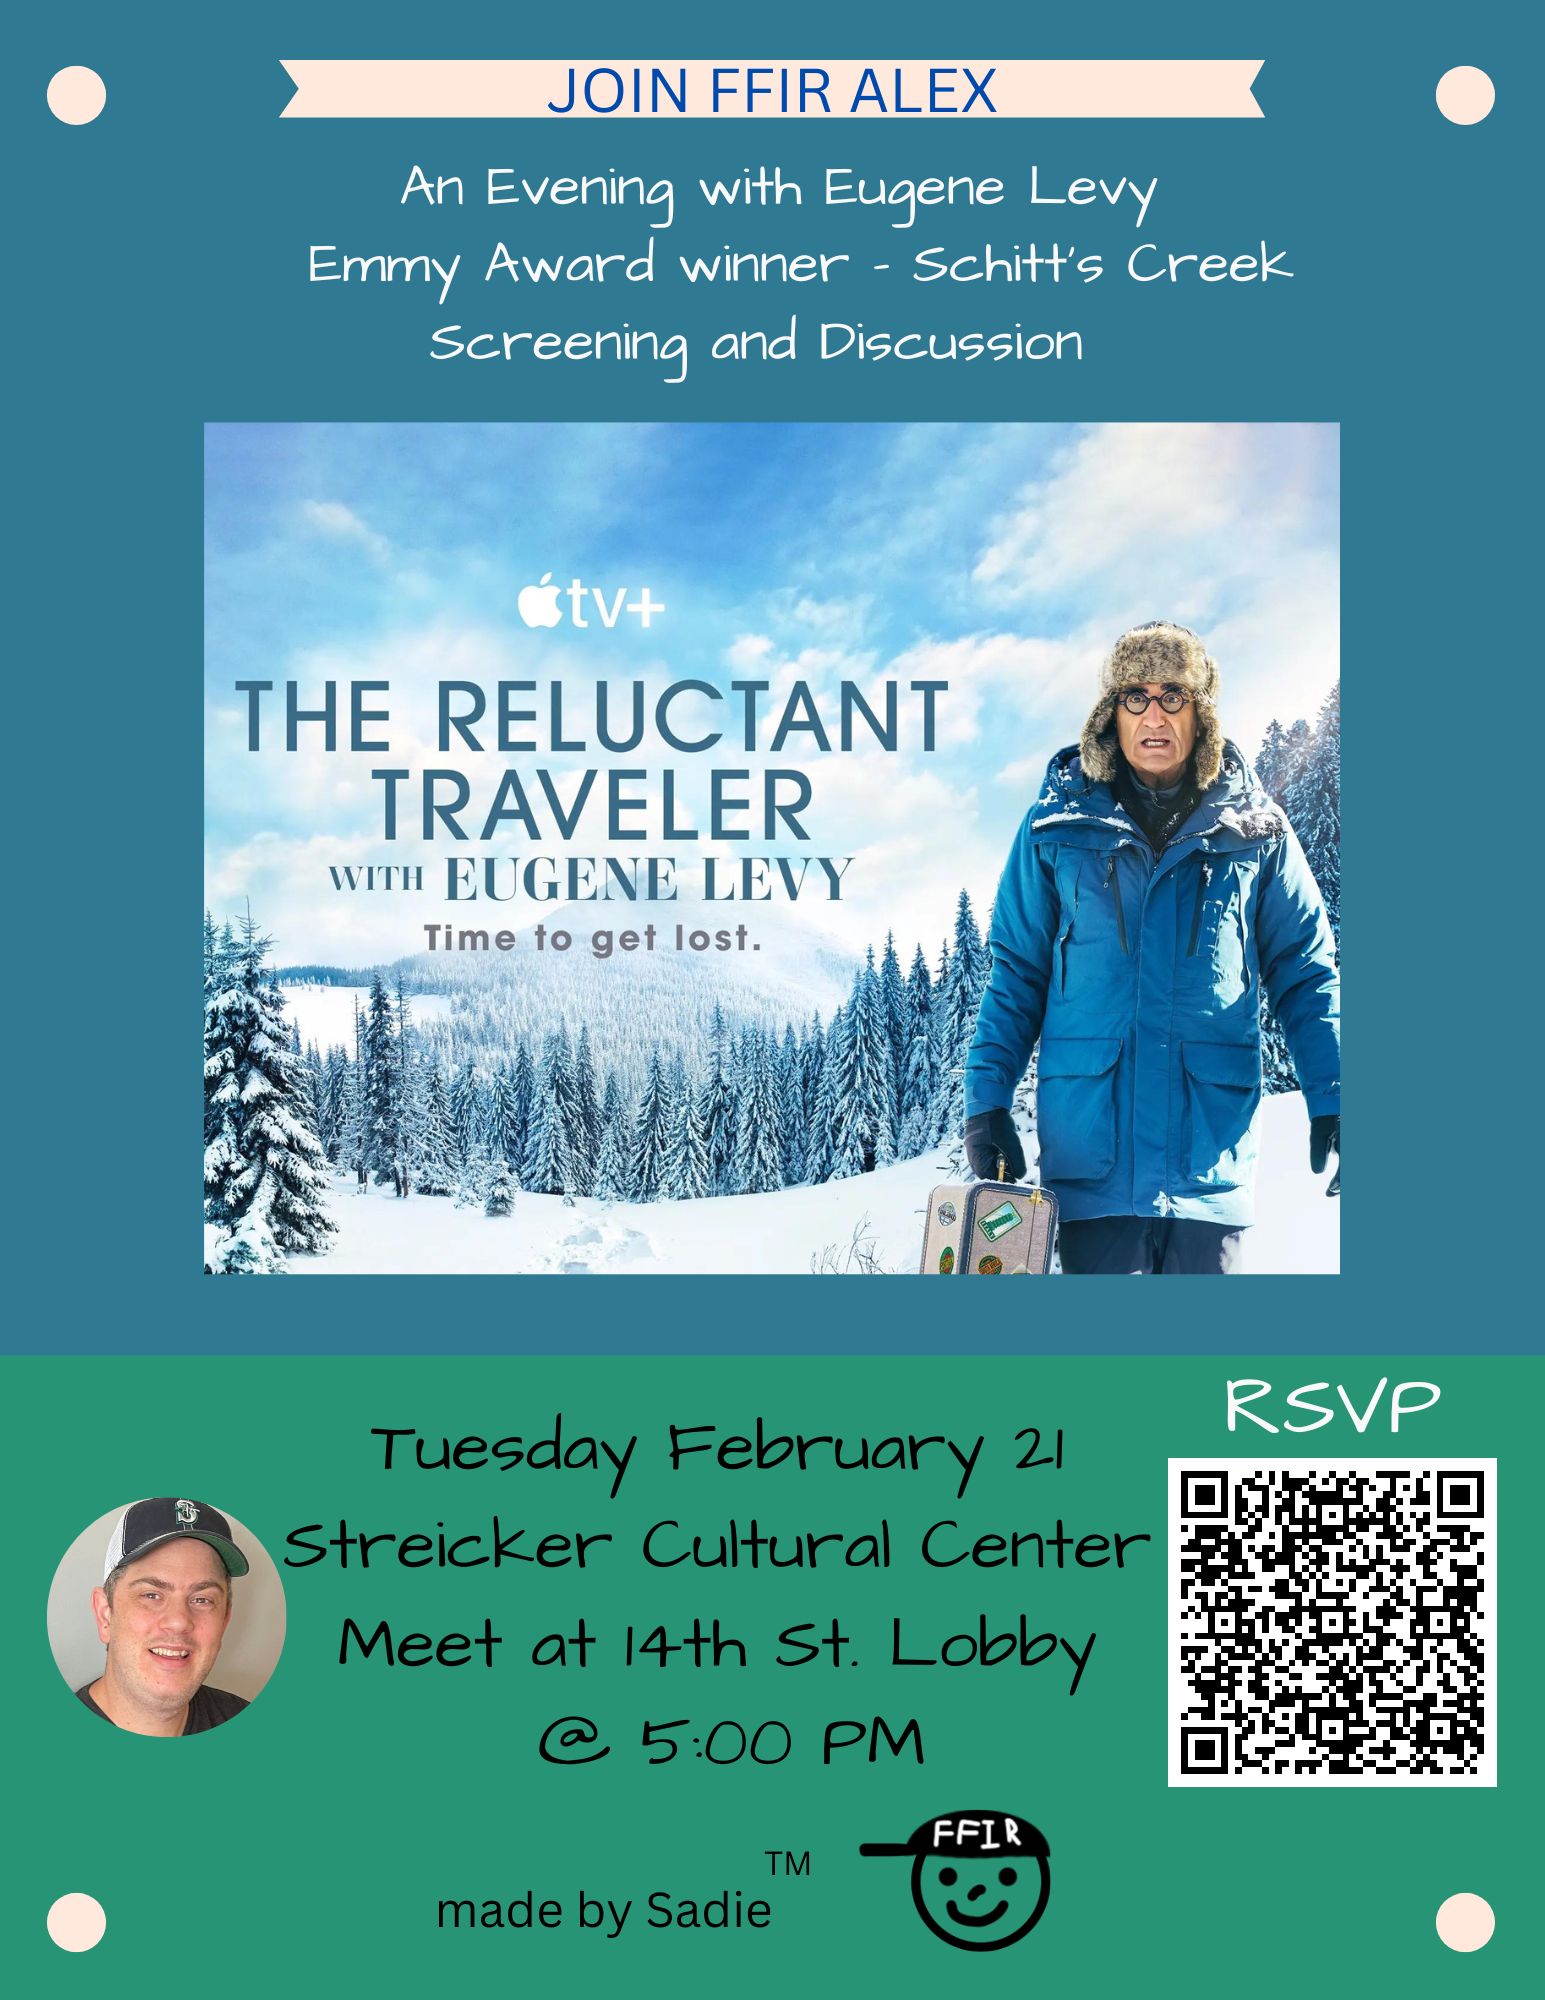 JOIN FFIR ALEX
An Evening with Eugene Levy
Emmy Award winner - Schitt's Creek
Screening and Discussion
tv+
THE RELUCTANT
TRAVELER
WITH EUGENE LEVY
Time to get lost.
RSVP
Tuesday February 21
Streicker Cultural Center
Meet at 14th St. Lobby
@ 5:00 PM
FFIR
made by Sadie™